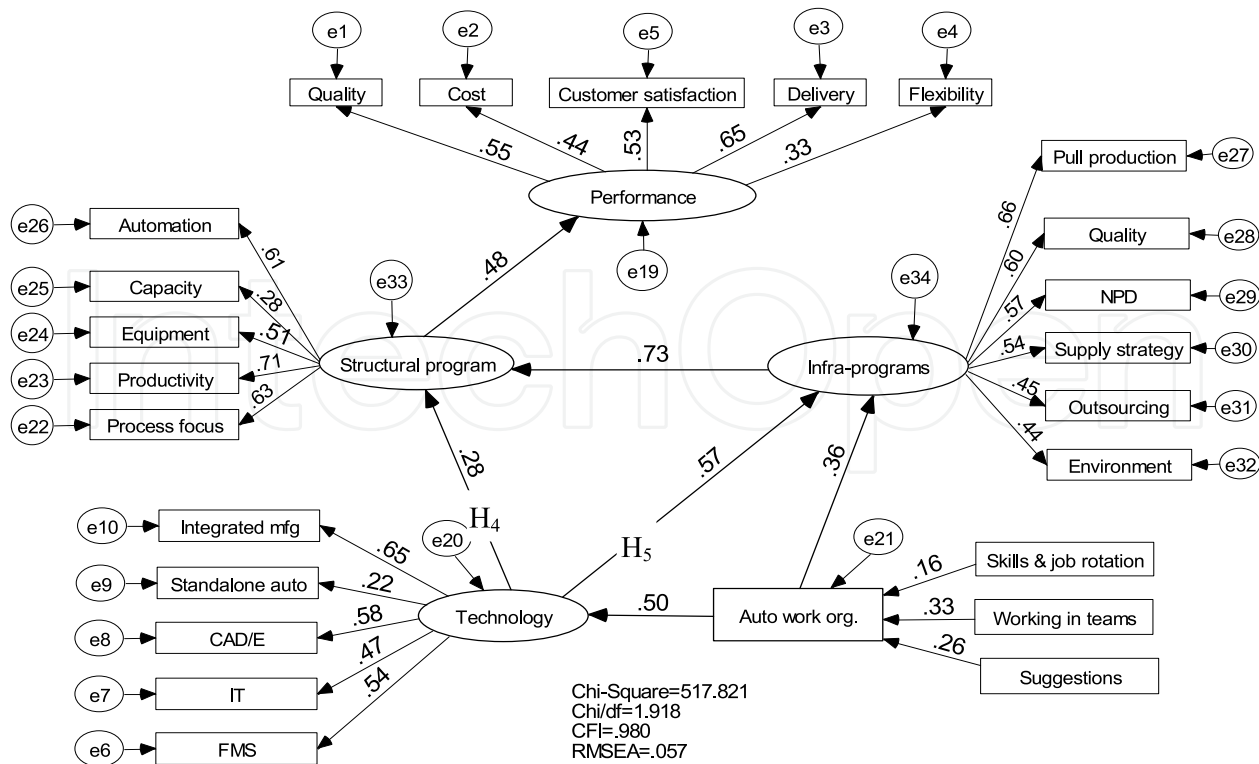 e1
e2
e5
e3
e4
Quality
Cost
Customer satisfaction
Delivery
Flexibility
.55
.44
.53
.65
.33
Performance
e19
e26
Automation
e25
Capacity
e24
Equipment
e23
Productivity
e22
Process focus
.61
.28
.51
.71
.63
e33
Structural program
.48
.73
e34
Infra-programs
.66
.60
.57
.54
.45
.44
Pull production
e27
Quality
e28
NPD
e29
Supply strategy
e30
Outsourcing
e31
Environment
e32
IntechOpen
.28
H4
.57
H5
.36
e10
Integrated mfg
e9
Standalone auto
e8
CAD/E
e7
IT
e6
FMS
.65
.22
.58
.47
.54
e20
Technology
.50
e21
Auto work org.
.16
.33
.26
Skills & job rotation
Working in teams
Suggestions
Chi-Square=517.821
Chi/df=1.918
CFI=.980
RMSEA=.057